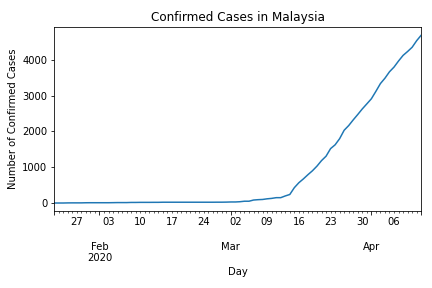 Confirmed Cases in Malaysia
Number of Confirmed Cases
4000
3000
2000
1000
0
27 03 10 17 24 02 09 16 23 30 06
Feb Mar Apr
2020
Day